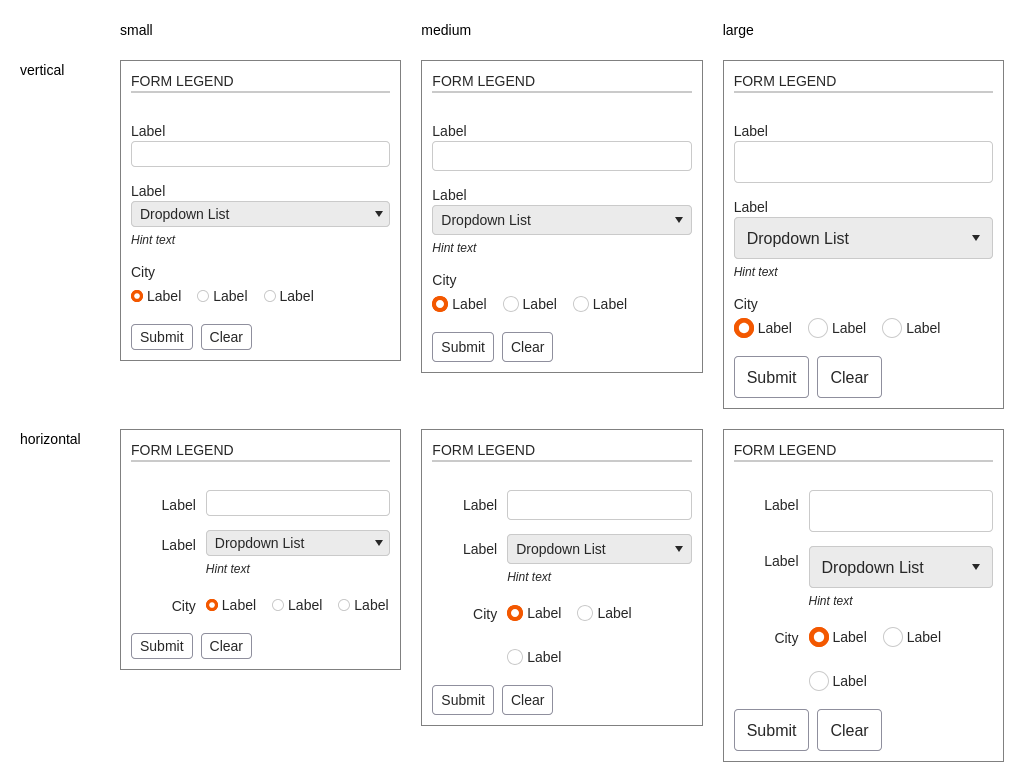 small
medium
large
vertical
FORM LEGEND
Label
Label
Dropdown List
Hint text
City
Label Label Label
Submit Clear
FORM LEGEND
Label
Label
Dropdown List
Hint text
City
Label Label Label
Submit Clear
FORM LEGEND
Label
Label
Dropdown List
Hint text
City
Label Label Label
Submit Clear
horizontal
FORM LEGEND
Label
Label Dropdown List
Hint text
City Label Label Label
Submit Clear
FORM LEGEND
Label
Label Dropdown List
Hint text
City Label Label
Label
Submit Clear
FORM LEGEND
Label
Label Dropdown List
Hint text
City Label Label
Label
Submit Clear